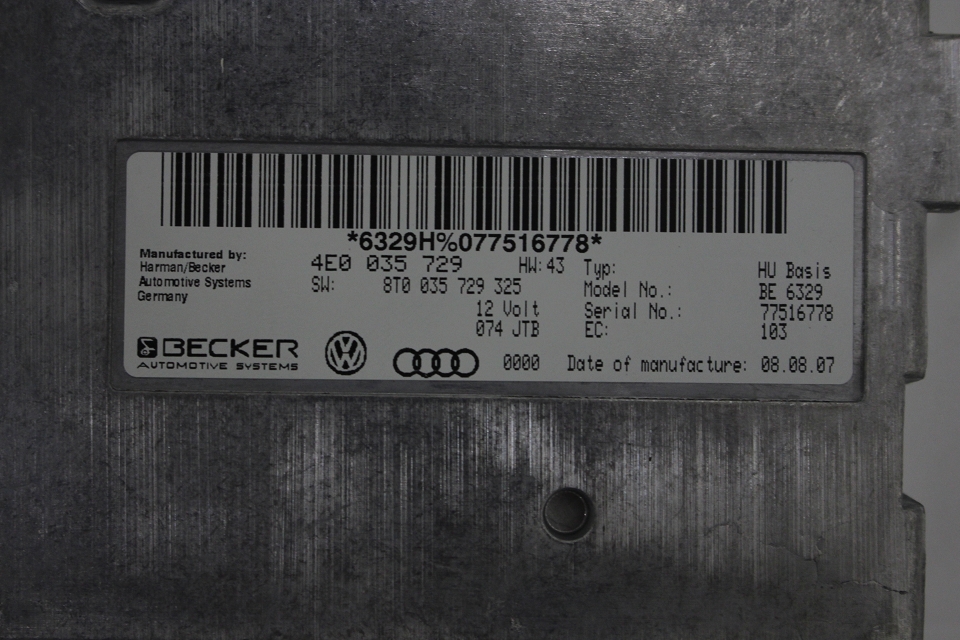 *6329H%077516778*
Manufactured by:
Harman/Becker
Automotive Systems
Germany
4E0 035 729 HW: 43
SW: 8T0 035 729 325
12 Volt
074 JTB
Typ: HU Basis
Model No.: BE 6329
Serial No.: 77516778
EC: 103
BECKER
AUTOMOTIVE SYSTEMS
VW
0000 Date of manufacture: 08.08.07